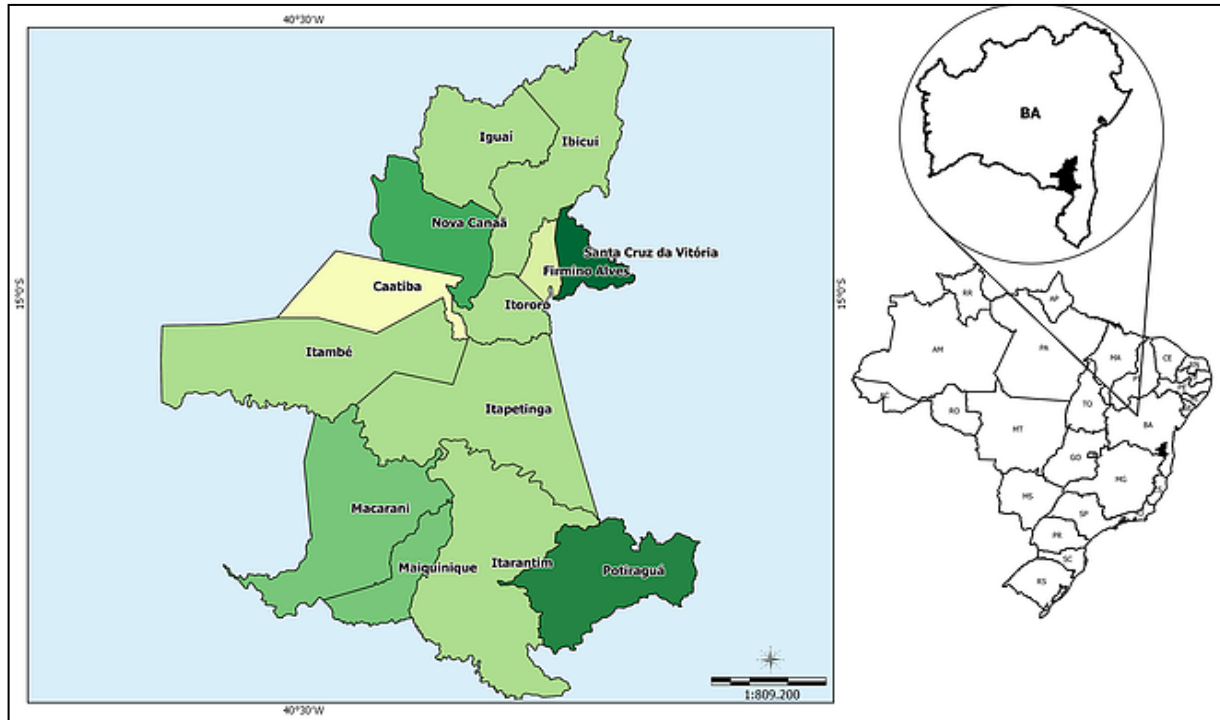 40°30'W
Iguaí
Ibicuí
Nova Canaã
Santa Cruz da Vitória
Firmino Alves
Caatiba
Itororó
Itambé
Itapetinga
Macarani
Maiquinique
Itarantim
Potiraguá
15°0'S
15°0'S
1:809.200
40°30'W
BA
RR
AP
AM
PA
MA
CE
RN
TO
RO
MT
BA
GO
MG
MS
SP
PR
SC
RS